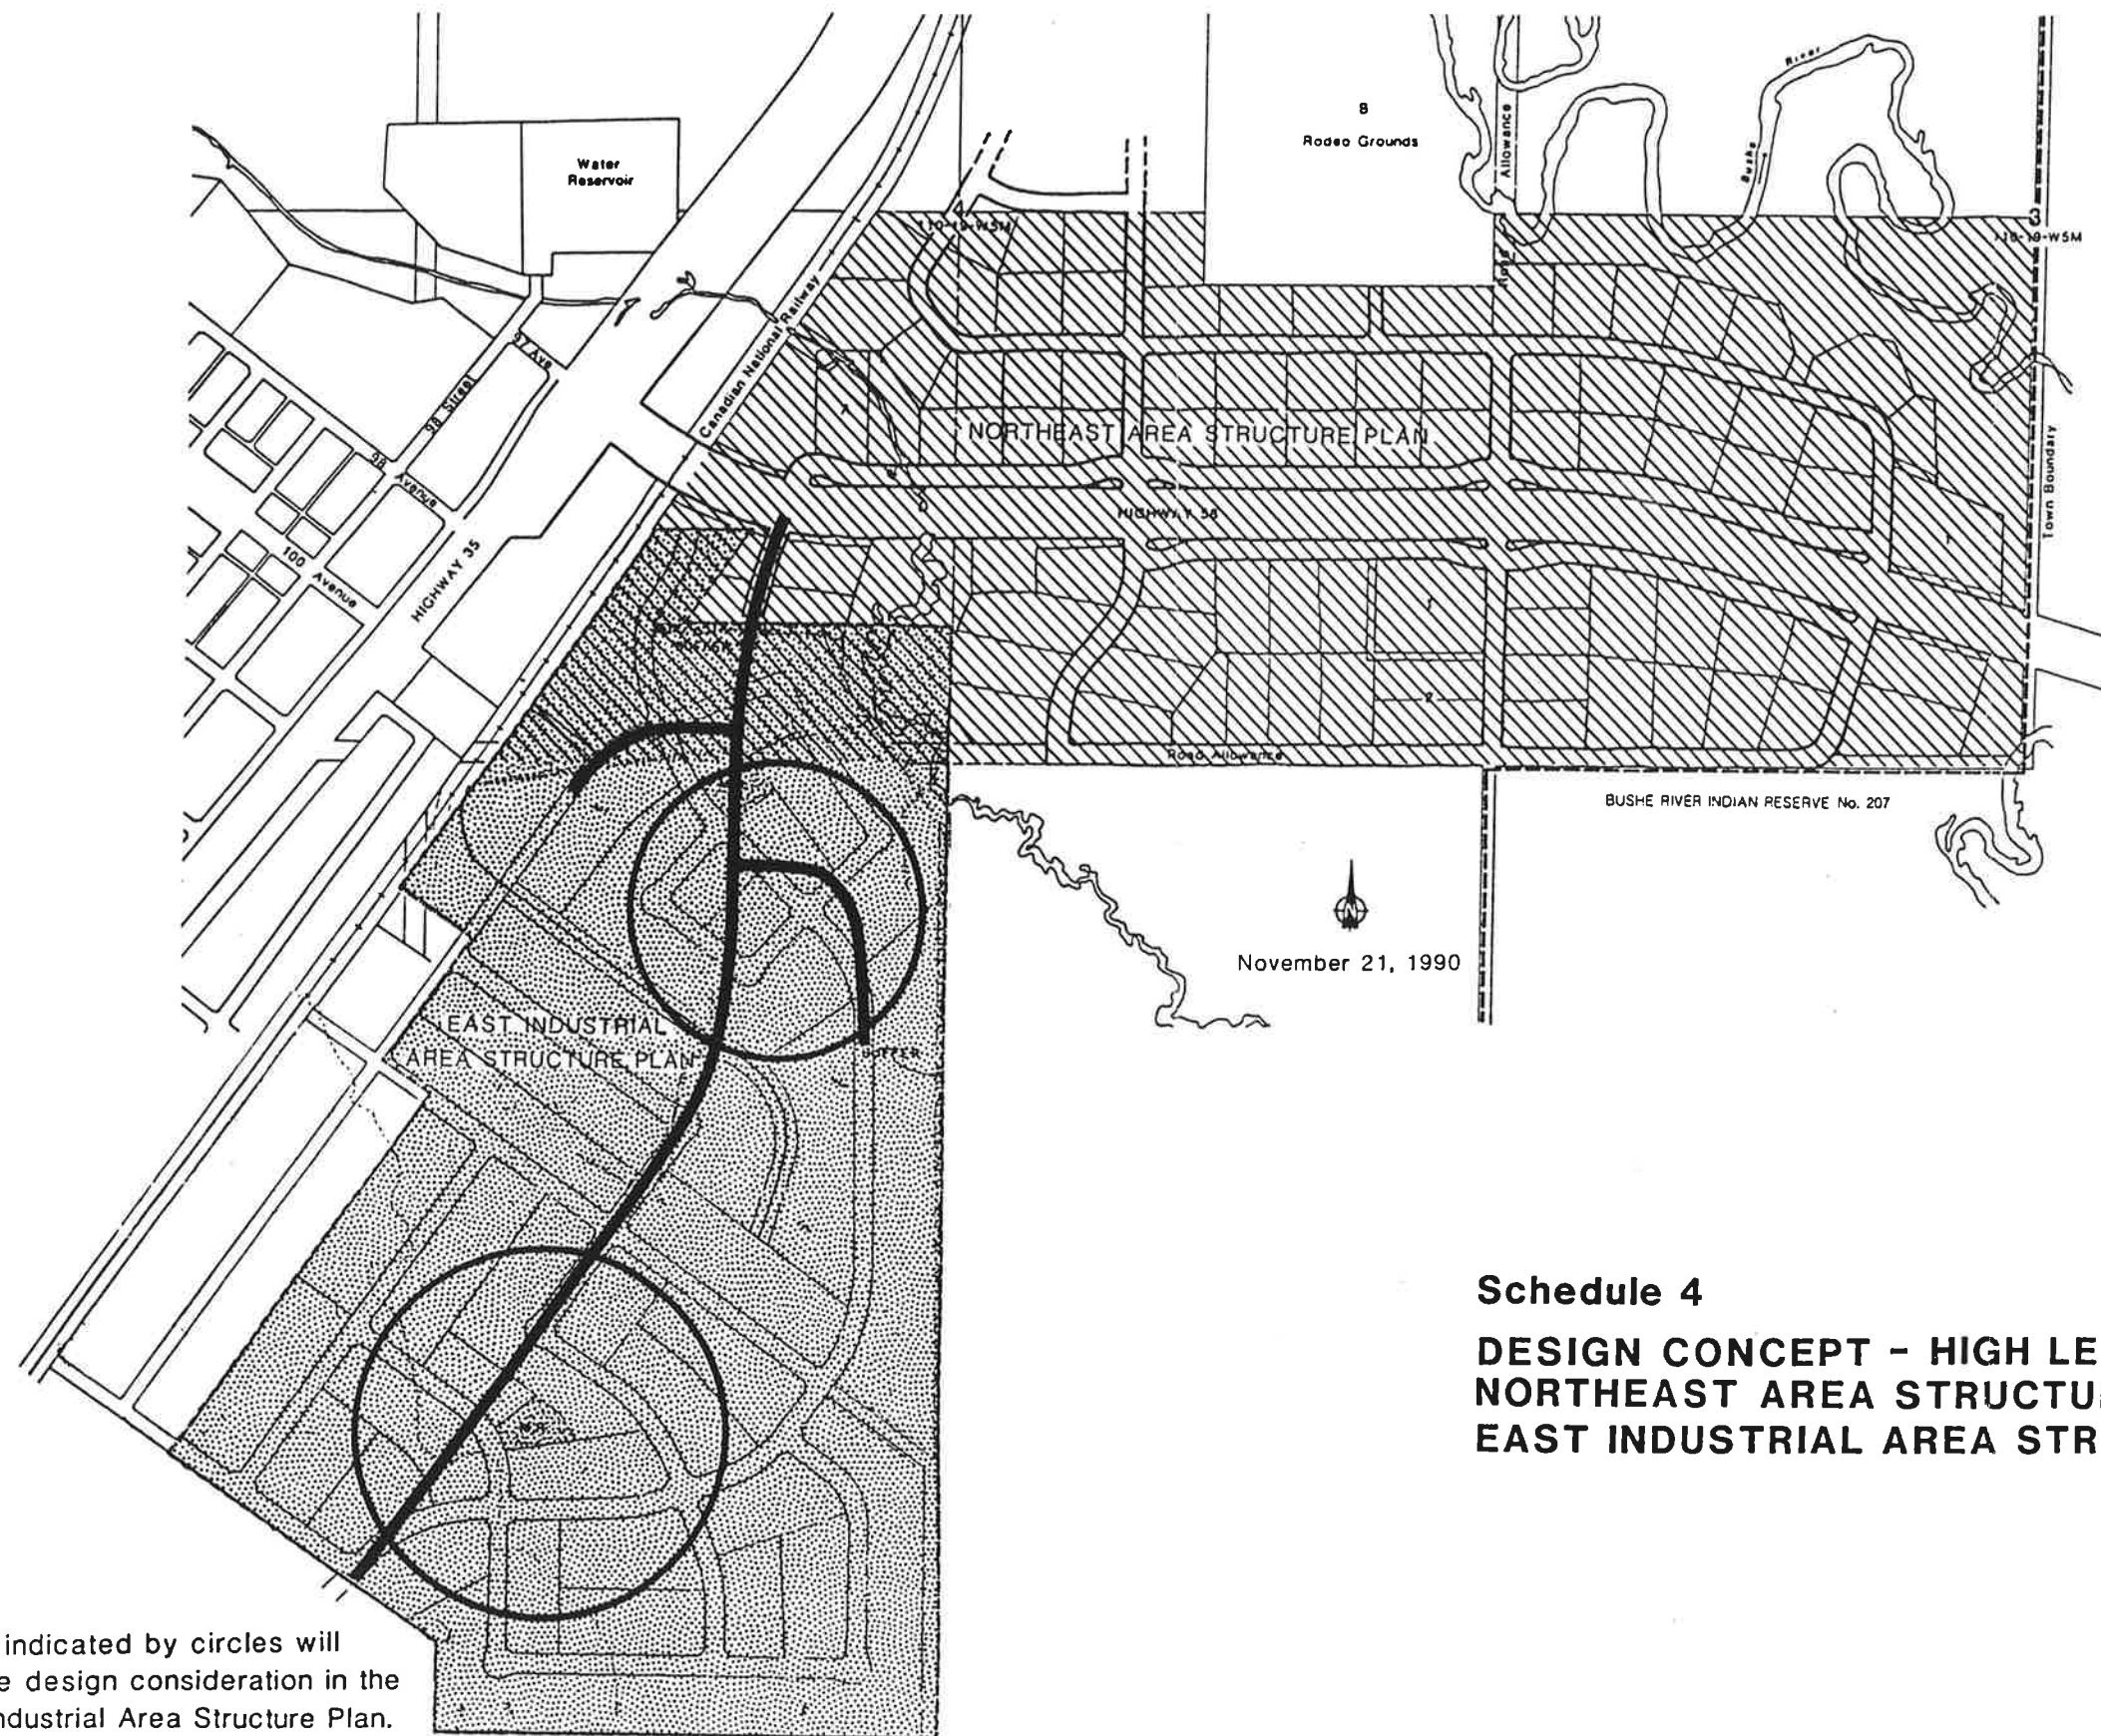 Water
Reservoir
8
Rodeo Grounds
Allowance
Road
River
Bushe
110-19-W5M
110-19-W5M
Canadian National Railway
97 Ave
98 Street
98 Avenue
100 Avenue
HIGHWAY 35
NORTHEAST AREA STRUCTURE PLAN
HIGHWAY 58
Town Boundary
Road Allowance
BUSHE RIVER INDIAN RESERVE No. 207
N
November 21, 1990
EAST INDUSTRIAL
AREA STRUCTURE PLAN
BUFFER
Schedule 4
DESIGN CONCEPT - HIGH LE
NORTHEAST AREA STRUCTU
EAST INDUSTRIAL AREA STR
indicated by circles will
e design consideration in the
ndustrial Area Structure Plan.